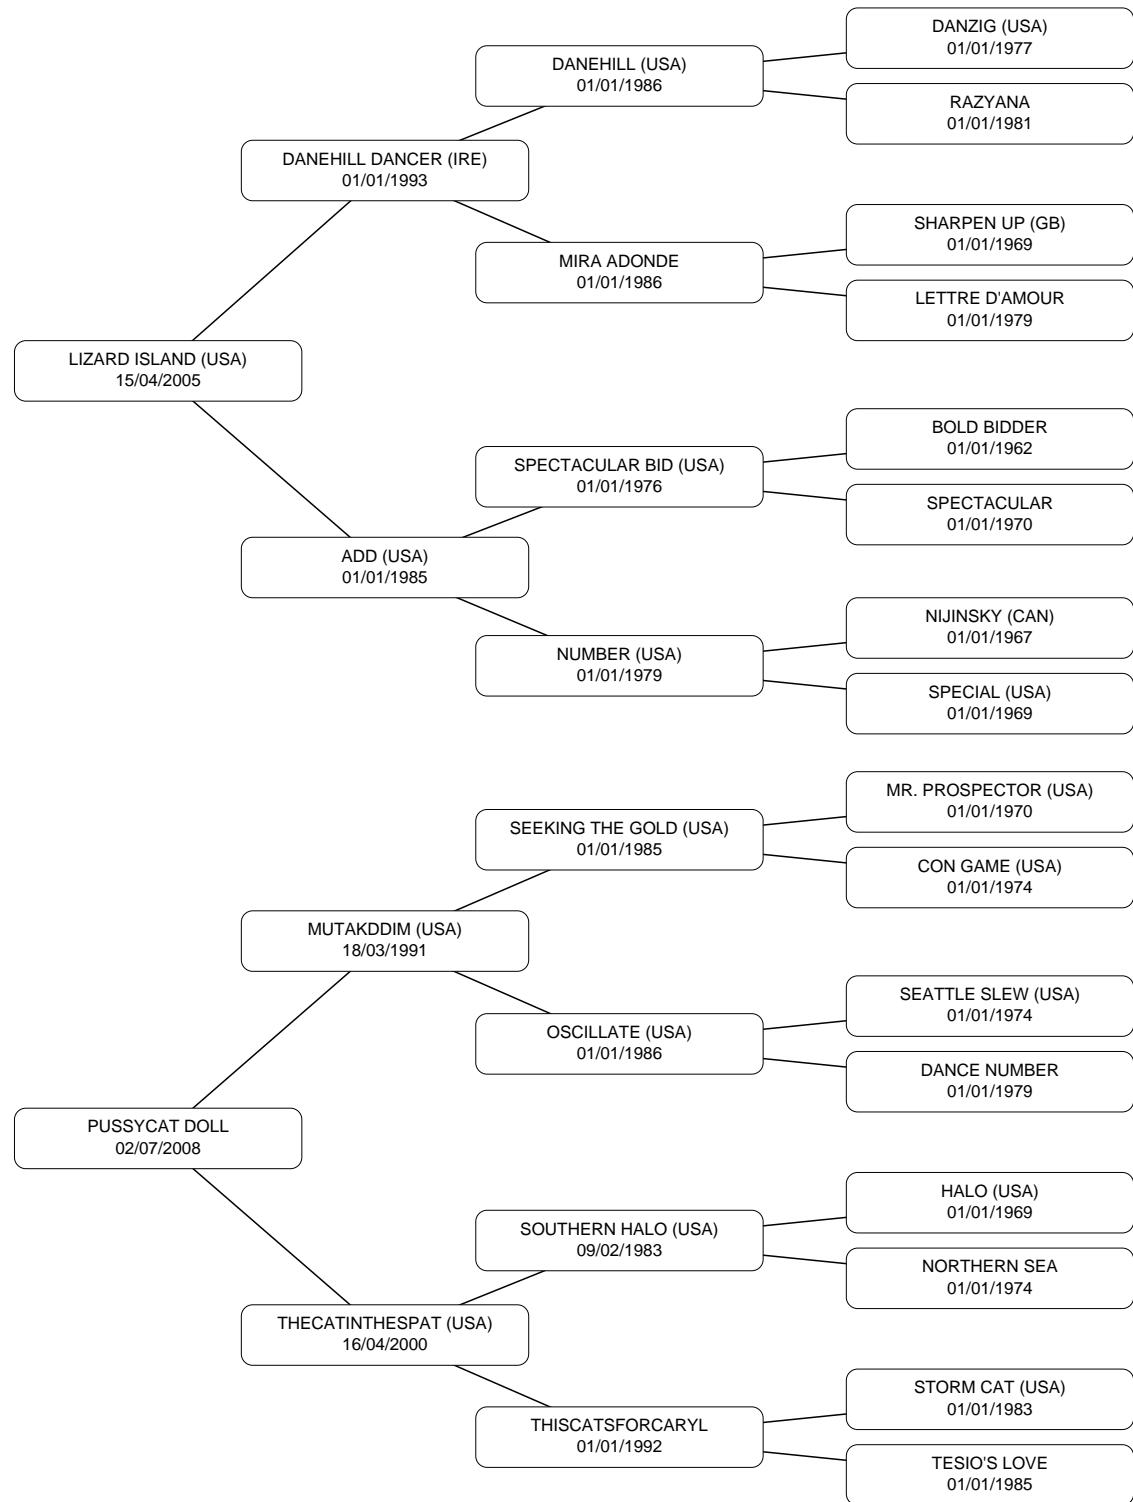 DANZIG (USA)
01/01/1977
DANEHILL (USA)
01/01/1986
RAZYANA
01/01/1981
DANEHILL DANCER (IRE)
01/01/1993
SHARPEN UP (GB)
01/01/1969
MIRA ADONDE
01/01/1986
LETTRE D'AMOUR
01/01/1979
LIZARD ISLAND (USA)
15/04/2005
BOLD BIDDER
01/01/1962
SPECTACULAR BID (USA)
01/01/1976
SPECTACULAR
01/01/1970
ADD (USA)
01/01/1985
NIJINSKY (CAN)
01/01/1967
NUMBER (USA)
01/01/1979
SPECIAL (USA)
01/01/1969
MR. PROSPECTOR (USA)
01/01/1970
SEEKING THE GOLD (USA)
01/01/1985
CON GAME (USA)
01/01/1974
MUTAKDDIM (USA)
18/03/1991
SEATTLE SLEW (USA)
01/01/1974
OSCILLATE (USA)
01/01/1986
DANCE NUMBER
01/01/1979
PUSSYCAT DOLL
02/07/2008
HALO (USA)
01/01/1969
SOUTHERN HALO (USA)
09/02/1983
NORTHERN SEA
01/01/1974
THECATINTHESPAT (USA)
16/04/2000
STORM CAT (USA)
01/01/1983
THISCATSFORCARYL
01/01/1992
TESIO'S LOVE
01/01/1985